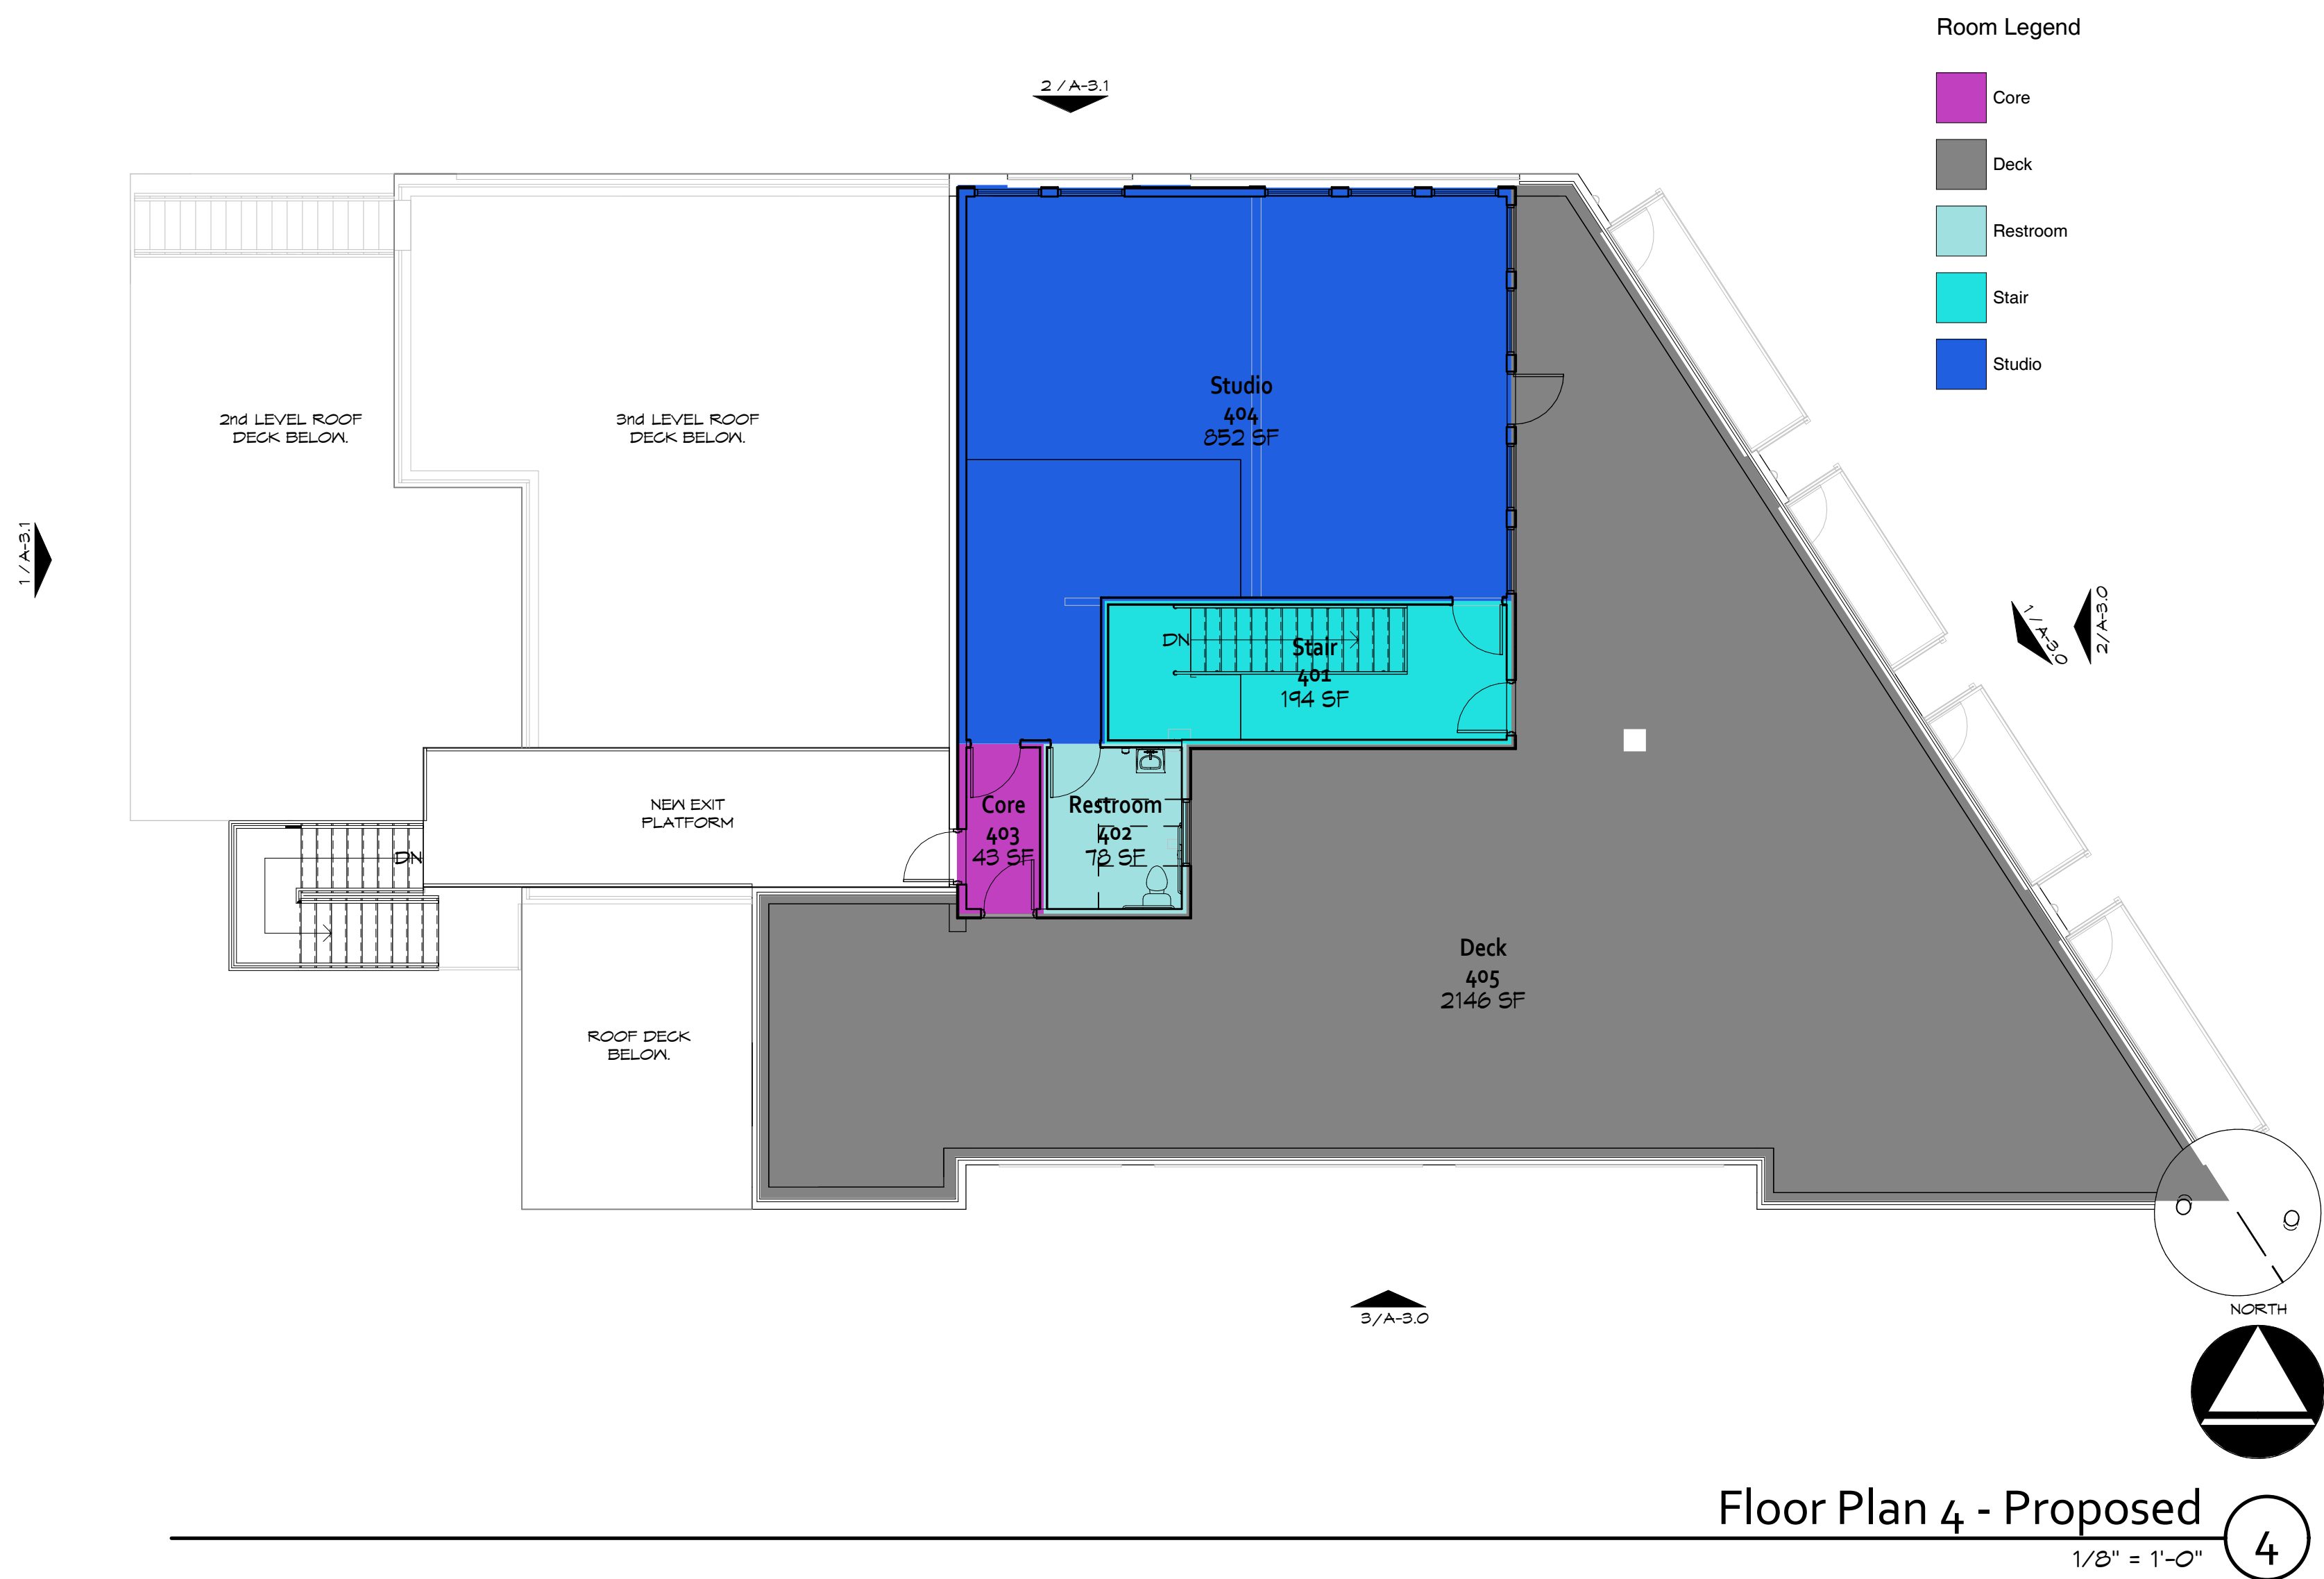 Room Legend
Core
Deck
Restroom
Stair
Studio
2 / A-3.1
1 / A-3.1
2nd LEVEL ROOF
DECK BELOW.
3nd LEVEL ROOF
DECK BELOW.
Studio
404
852 SF
1 / A-3.0
2/A-3.0
DN
Stair
401
194 SF
NEW EXIT
PLATFORM
DN
Core
403
43 SF
Restroom
402
78 SF
Deck
405
2146 SF
ROOF DECK
BELOW.
3/A-3.0
NORTH
Floor Plan 4 - Proposed
4
1/8" = 1'-0"